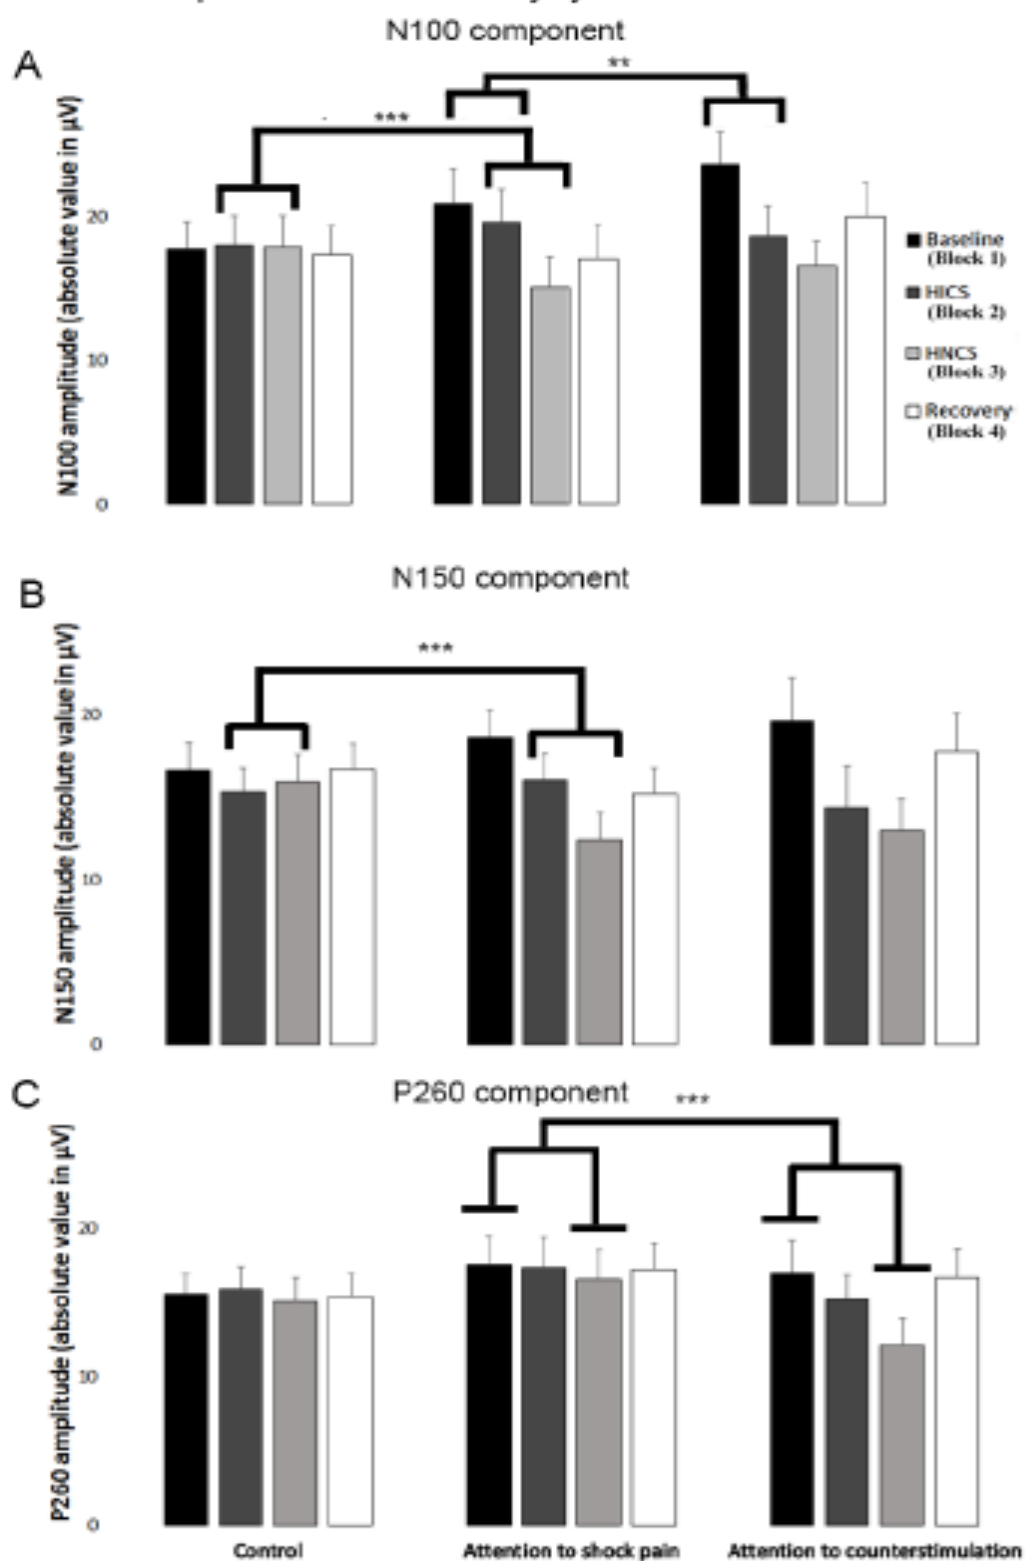 N100 component
A
**
***
N100 amplitude (absolute value in µV)
20
10
0
Baseline
(Block 1)
HICS
(Block 2)
HNCS
(Block 3)
Recovery
(Block 4)
N150 component
B
***
N150 amplitude (absolute value in µV)
20
10
0
C
P260 component
***
P260 amplitude (absolute value in µV)
20
10
0
Control
Attention to shock pain
Attention to counterstimulation